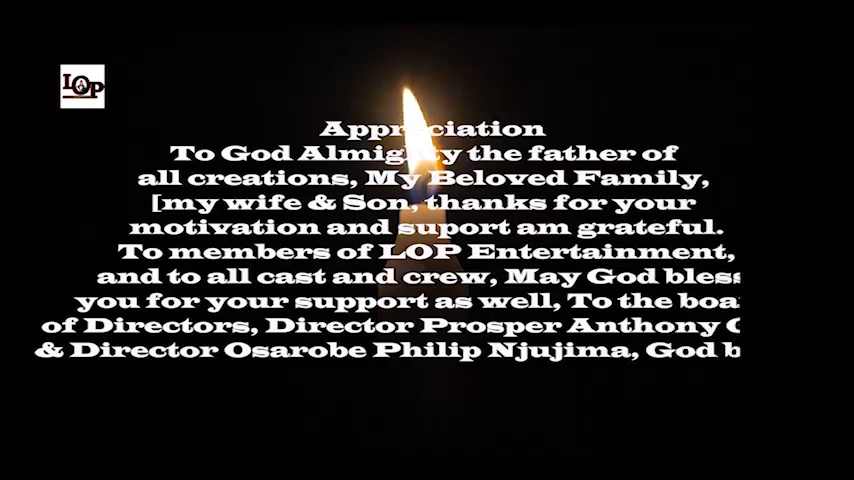 LOP
Appreciation
To God Almighty the father of
all creations, My Beloved Family,
[my wife & Son, thanks for your
motivation and suport am grateful.
To members of LOP Entertainment,
and to all cast and crew, May God bless
you for your support as well, To the
of Directors, Director Prosper Anthony
& Director Osarobe Philip Njujima, God